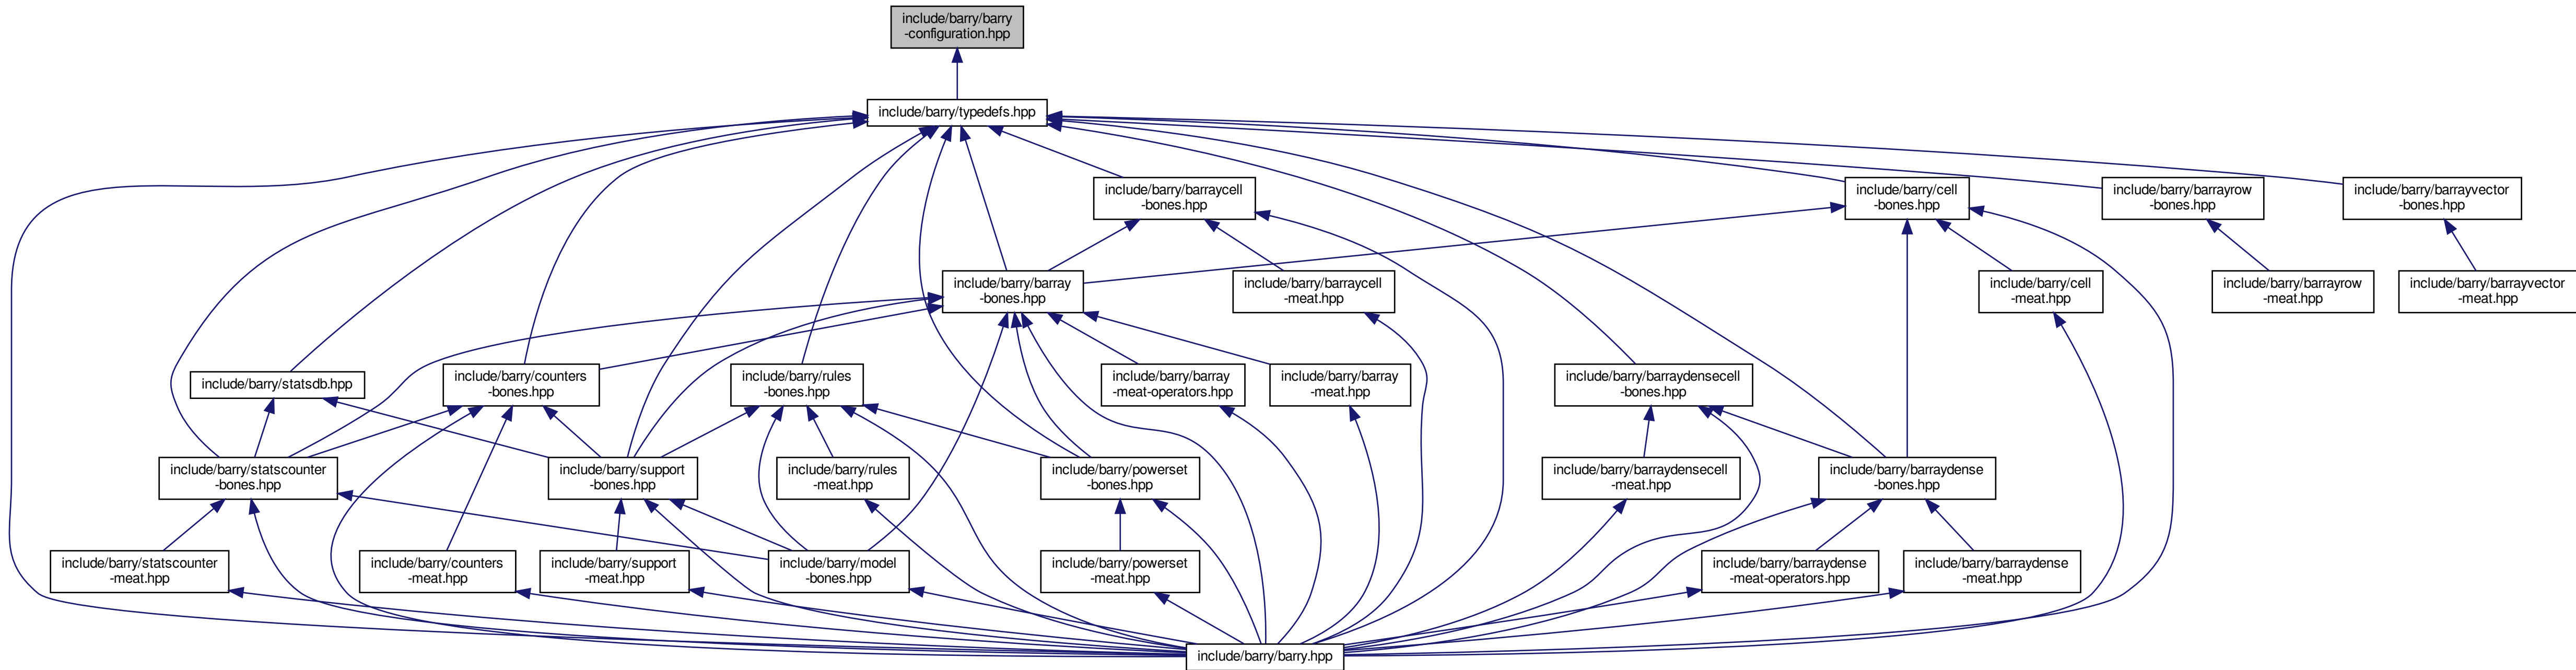 include/barry/barry
-configuration.hpp
include/barry/typedefs.hpp
include/barry/barraycell
-bones.hpp
include/barry/cell
-bones.hpp
include/barry/barrayrow
-bones.hpp
include/barry/barrayvector
-bones.hpp
include/barry/barray
-bones.hpp
include/barry/barraycell
-meat.hpp
include/barry/cell
-meat.hpp
include/barry/barrayrow
-meat.hpp
include/barry/barrayvector
-meat.hpp
include/barry/statsdb.hpp
include/barry/counters
-bones.hpp
include/barry/rules
-bones.hpp
include/barry/barray
-meat-operators.hpp
include/barry/barray
-meat.hpp
include/barry/barraydensecell
-bones.hpp
include/barry/statscounter
-bones.hpp
include/barry/support
-bones.hpp
include/barry/rules
-meat.hpp
include/barry/powerset
-bones.hpp
include/barry/barraydensecell
-meat.hpp
include/barry/barraydense
-bones.hpp
include/barry/statscounter
-meat.hpp
include/barry/counters
-meat.hpp
include/barry/support
-meat.hpp
include/barry/model
-bones.hpp
include/barry/powerset
-meat.hpp
include/barry/barraydense
-meat-operators.hpp
include/barry/barraydense
-meat.hpp
include/barry/barry.hpp